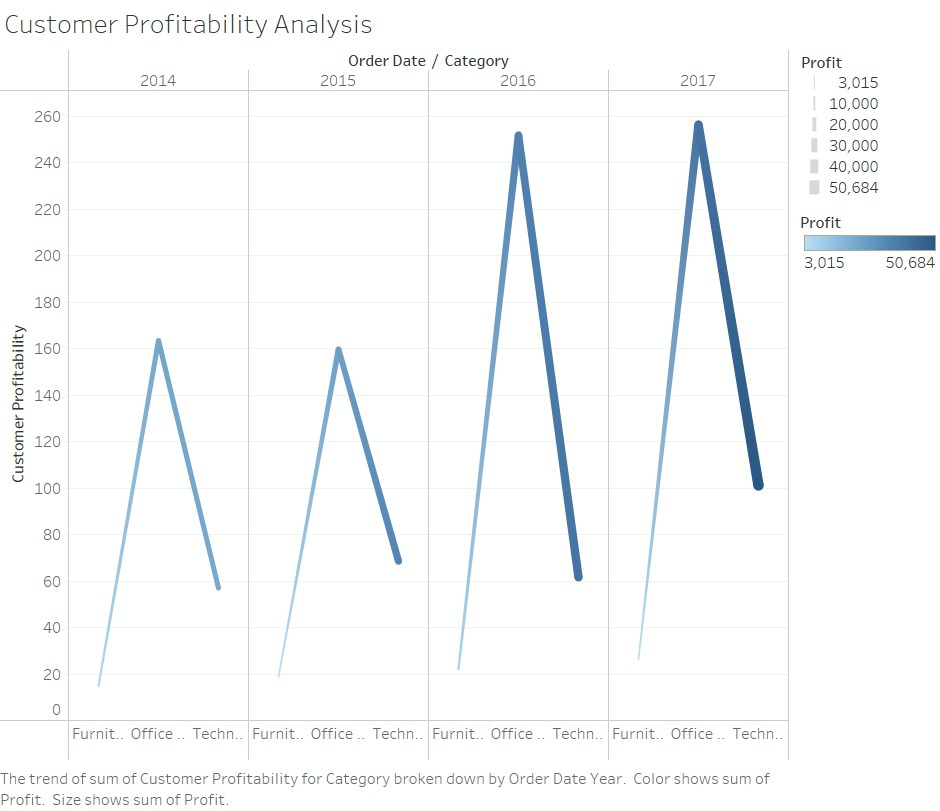 Customer Profitability Analysis
Order Date / Category
2014 2015 2016 2017
Customer Profitability
260
240
220
200
180
160
140
120
100
80
60
40
20
0
Furnit.. Office .. Techn.. Furnit.. Office .. Techn.. Furnit.. Office .. Techn.. Furnit.. Office .. Techn..
Profit
3,015
10,000
20,000
30,000
40,000
50,684
Profit
3,015 50,684
The trend of sum of Customer Profitability for Category broken down by Order Date Year. Color shows sum of
Profit. Size shows sum of Profit.